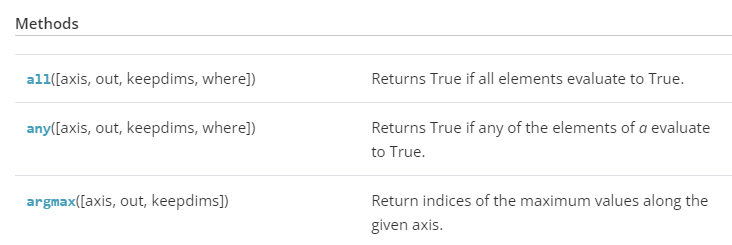 Methods
all([axis, out, keepdims, where])
Returns True if all elements evaluate to True.
any([axis, out, keepdims, where])
Returns True if any of the elements of a evaluate
to True.
argmax([axis, out, keepdims])
Return indices of the maximum values along the
given axis.